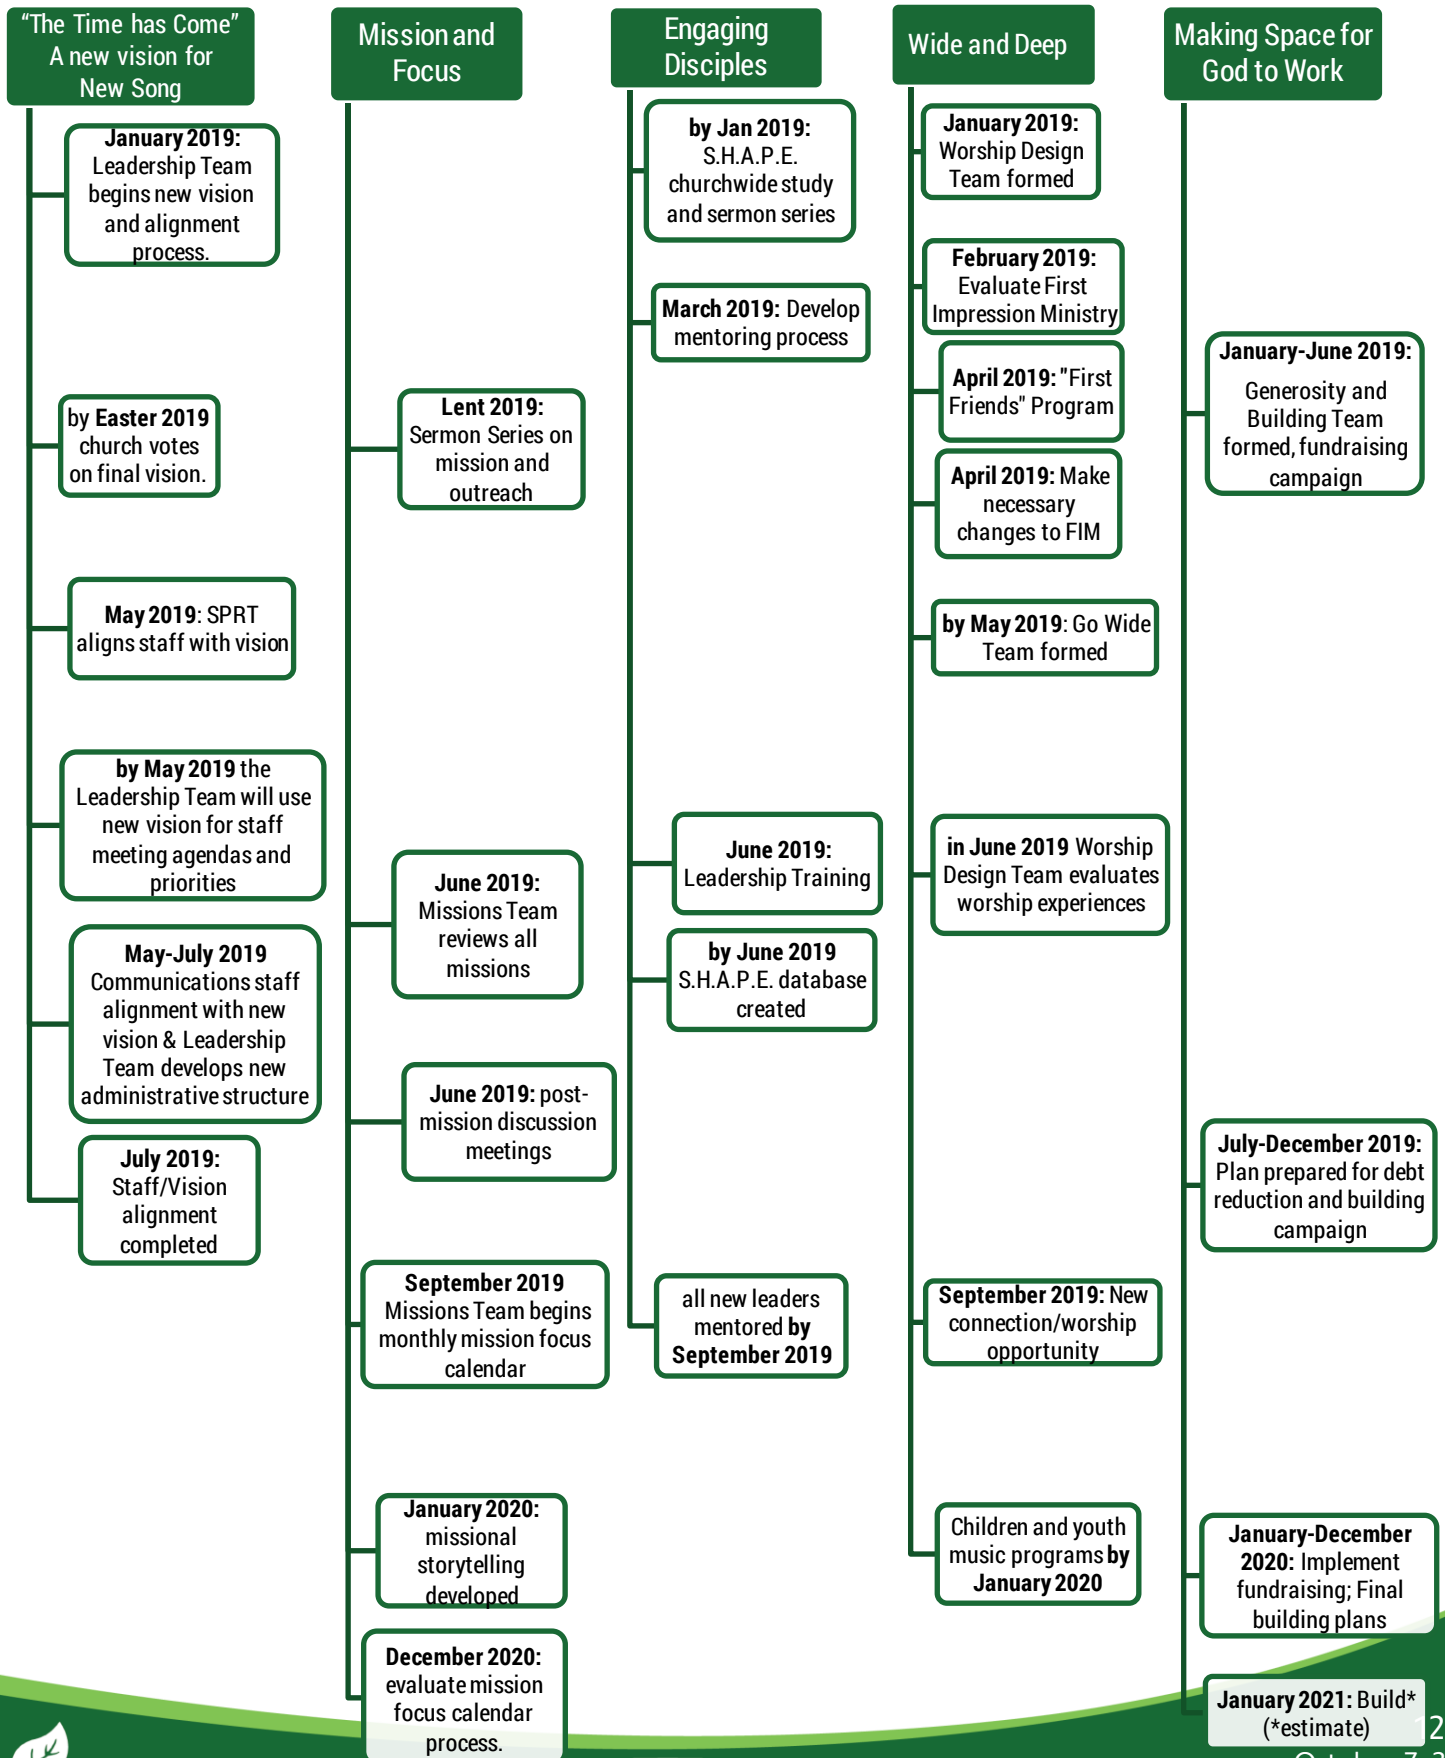 “The Time has Come”
A new vision for
New Song
January 2019:
Leadership Team
begins new vision
and alignment
process.
by Easter 2019
church votes
on final vision.
May 2019: SPRT
aligns staff with vision
by May 2019 the
Leadership Team will use
new vision for staff
meeting agendas and
priorities
May-July 2019
Communications staff
alignment with new
vision & Leadership
Team develops new
administrative structure
July 2019:
Staff/Vision
alignment
completed
Mission and
Focus
Lent 2019:
Sermon Series on
mission and
outreach
June 2019:
Missions Team
reviews all
missions
June 2019: post-
mission discussion
meetings
September 2019
Missions Team begins
monthly mission focus
calendar
January 2020:
missional
storytelling
developed
December 2020:
evaluate mission
focus calendar
process.
Engaging
Disciples
by Jan 2019:
S.H.A.P.E.
churchwide study
and sermon series
March 2019: Develop
mentoring process
June 2019:
Leadership Training
by June 2019
S.H.A.P.E. database
created
all new leaders
mentored by
September 2019
Wide and Deep
January 2019:
Worship Design
Team formed
February 2019:
Evaluate First
Impression Ministry
April 2019: "First
Friends" Program
April 2019: Make
necessary
changes to FIM
by May 2019: Go Wide
Team formed
in June 2019 Worship
Design Team evaluates
worship experiences
September 2019: New
connection/worship
opportunity
Children and youth
music programs by
January 2020
Making Space for
God to Work
January-June 2019:
Generosity and
Building Team
formed, fundraising
campaign
July-December 2019:
Plan prepared for debt
reduction and building
campaign
January-December
2020: Implement
fundraising; Final
building plans
January 2021: Build*
(*estimate)
12